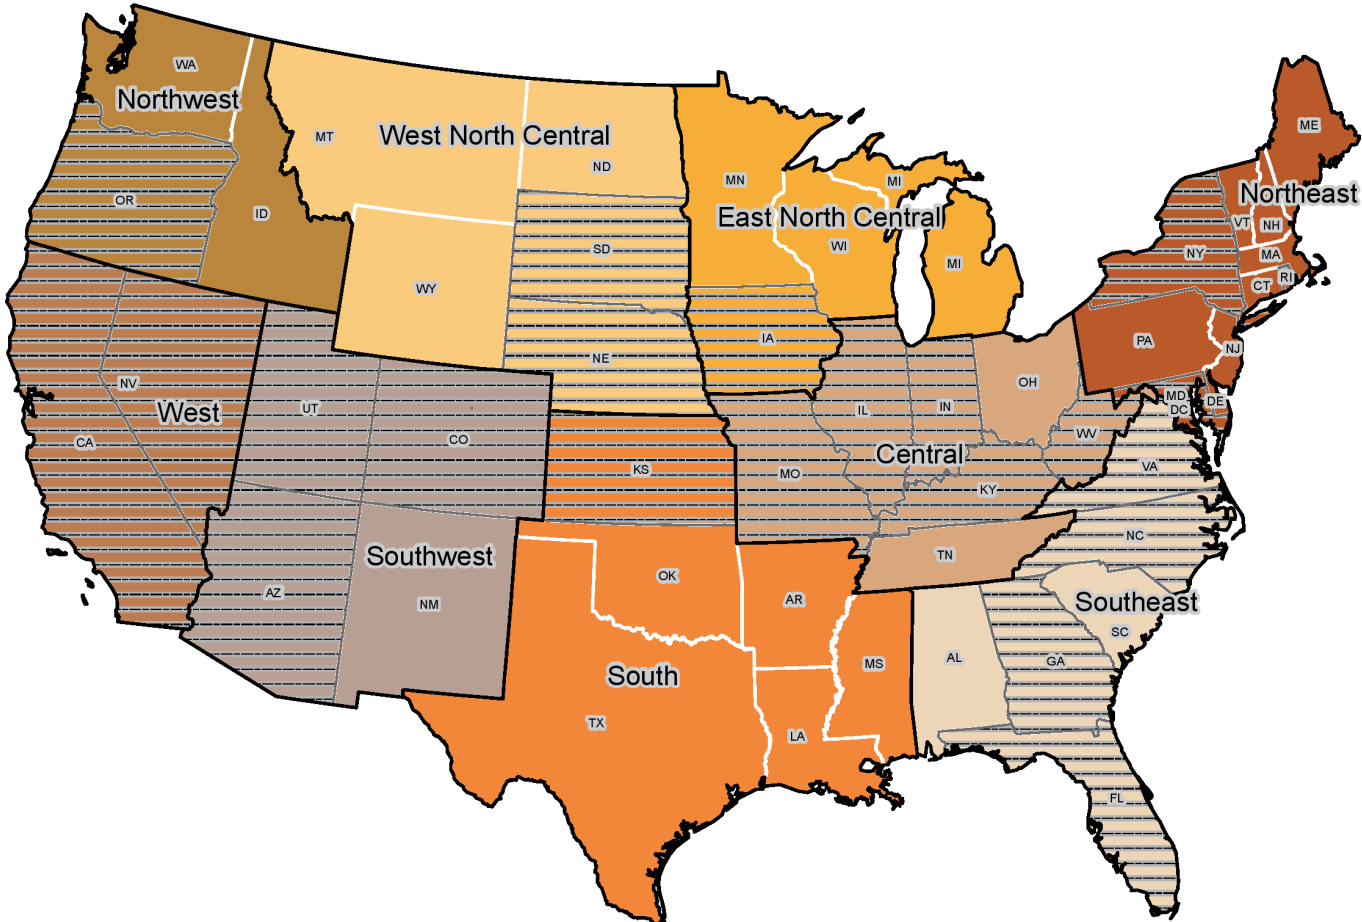 WA
Northwest
OR
ID
MT
West North Central
ND
SD
WY
NE
MN
MI
East North Central
WI
MI
IA
ME
Northeast
VT
NH
NY
MA
CT
RI
PA
NJ
MD
DC
DE
NV
West
CA
UT
CO
Southwest
AZ
NM
KS
OH
IL
IN
Central
WV
MO
KY
TN
VA
NC
Southeast
SC
AL
GA
FL
OK
AR
South
MS
TX
LA